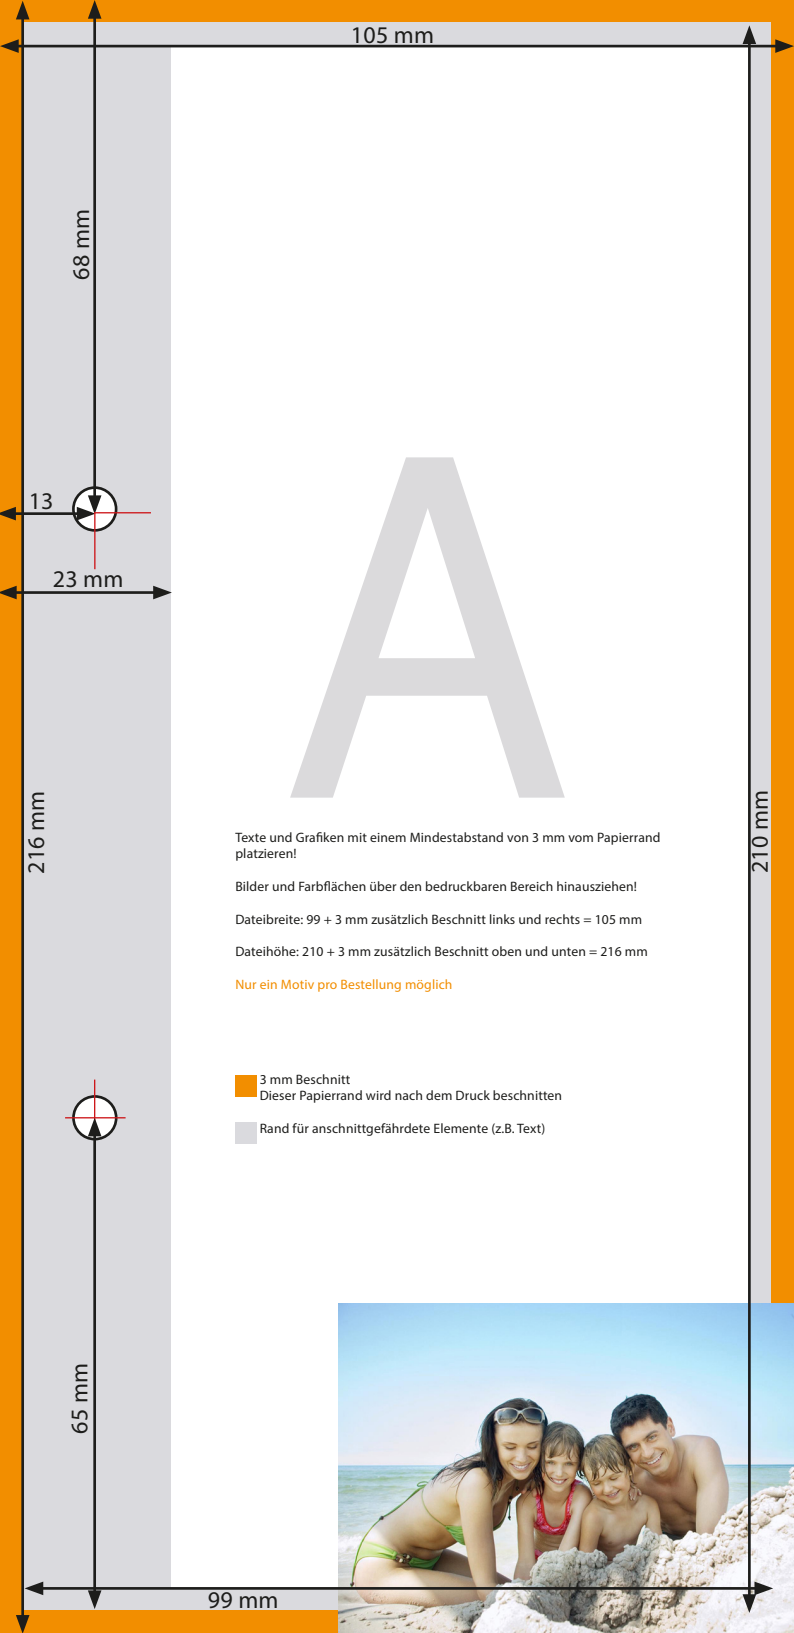 105 mm
68 mm
13
23 mm
A
216 mm
210 mm
Texte und Grafiken mit einem Mindestabstand von 3 mm vom Papierrand
platzieren!
Bilder und Farbflächen über den bedruckbaren Bereich hinausziehen!
Dateibreite: 99 + 3 mm zusätzlich Beschnitt links und rechts = 105 mm
Dateihöhe: 210 + 3 mm zusätzlich Beschnitt oben und unten = 216 mm
Nur ein Motiv pro Bestellung möglich
3 mm Beschnitt
Dieser Papierrand wird nach dem Druck beschnitten
Rand für anschnittgefährdete Elemente (z.B. Text)
65 mm
99 mm